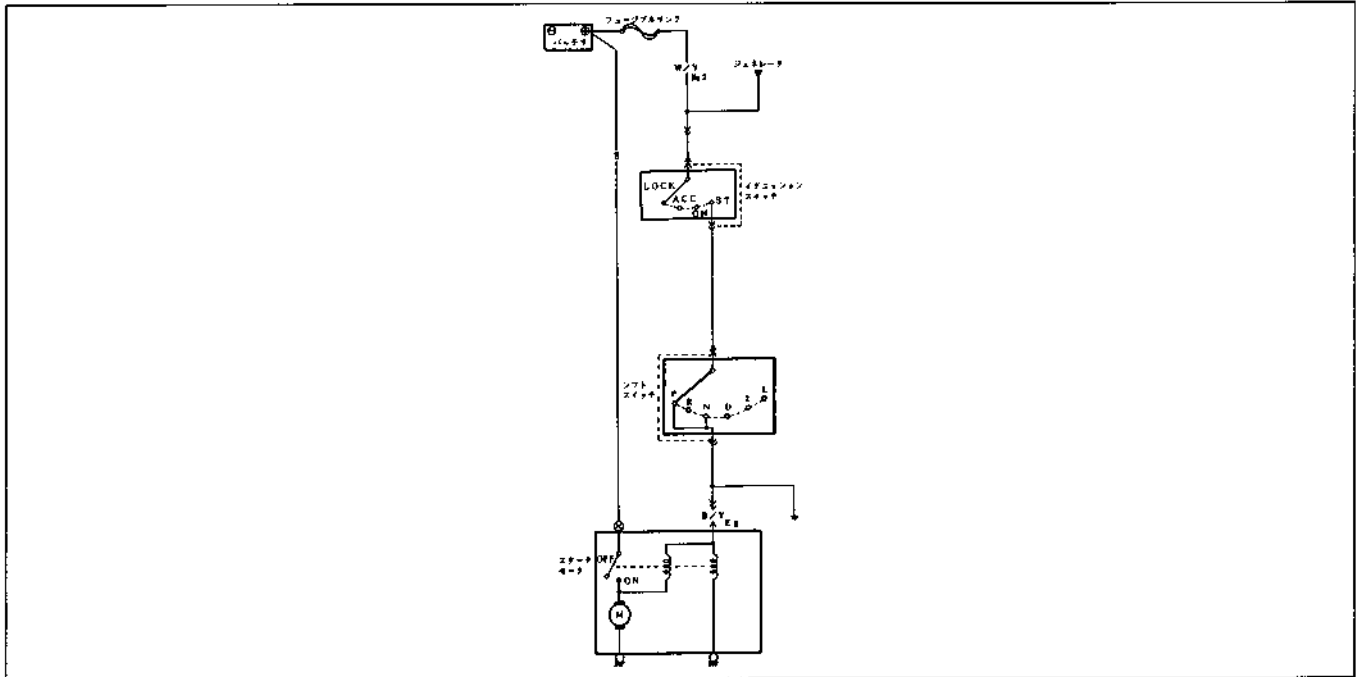 フュージブルリンク
⊖ ⊕
バッテリ
ジェネレータ
LOCK
ACC
ON
ST
イグニッション
スイッチ
シフト
スイッチ
P
R
N
D
2
L
B/Y
スタータ
モータ
OFF
ON
M